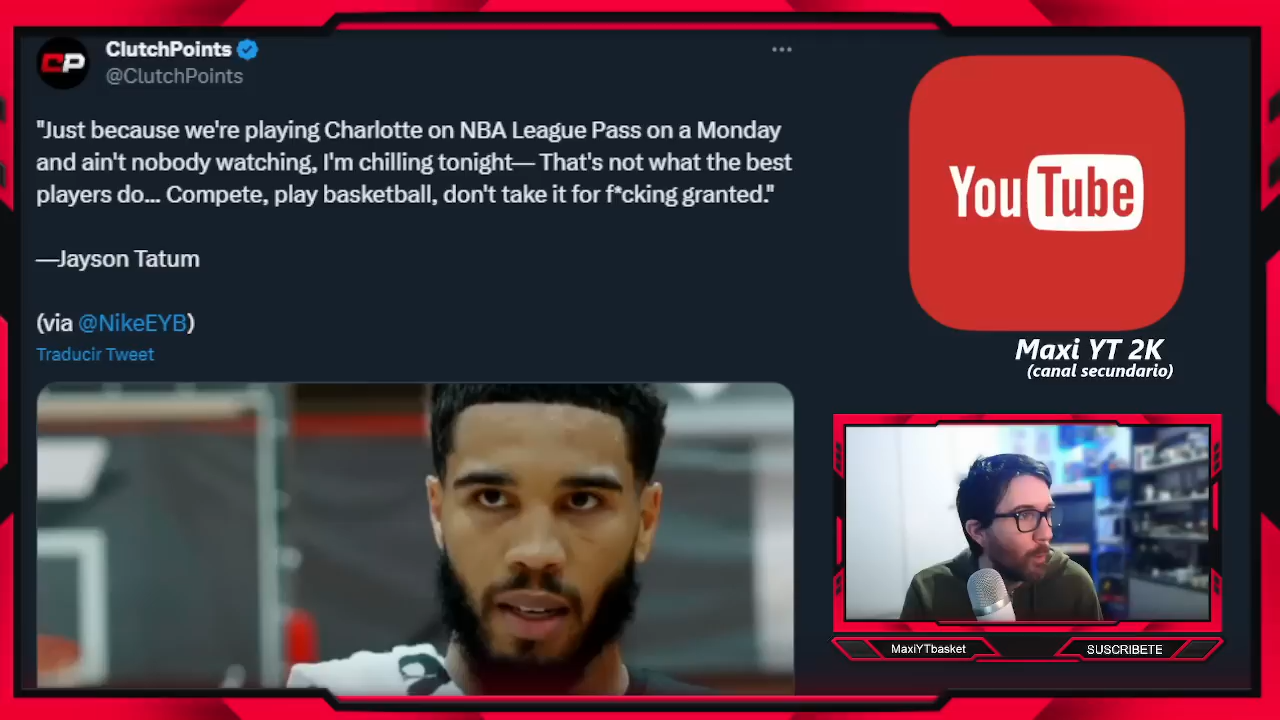 CP
ClutchPoints
@ClutchPoints
"Just because we're playing Charlotte on NBA League Pass on a Monday
and ain't nobody watching, I'm chilling tonight— That's not what the best
players do... Compete, play basketball, don't take it for f*cking granted."
—Jayson Tatum
(via @NikeEYB)
Traducir Tweet
YouTube
Maxi YT 2K
(canal secundario)
MaxiYTbasket
SUSCRIBETE